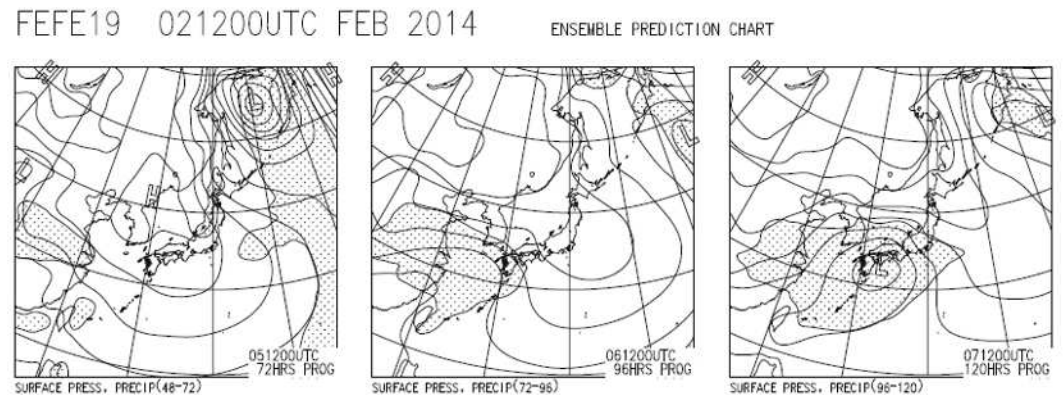 FEFE19 021200UTC FEB 2014 ENSEMBLE PREDICTION CHART
H
H
L
H
L
H
L
H
L
051200UTC
72HRS PROG
SURFACE PRESS, PRECIP(48-72)
061200UTC
96HRS PROG
SURFACE PRESS, PRECIP(72-96)
071200UTC
120HRS PROG
SURFACE PRESS, PRECIP(96-120)